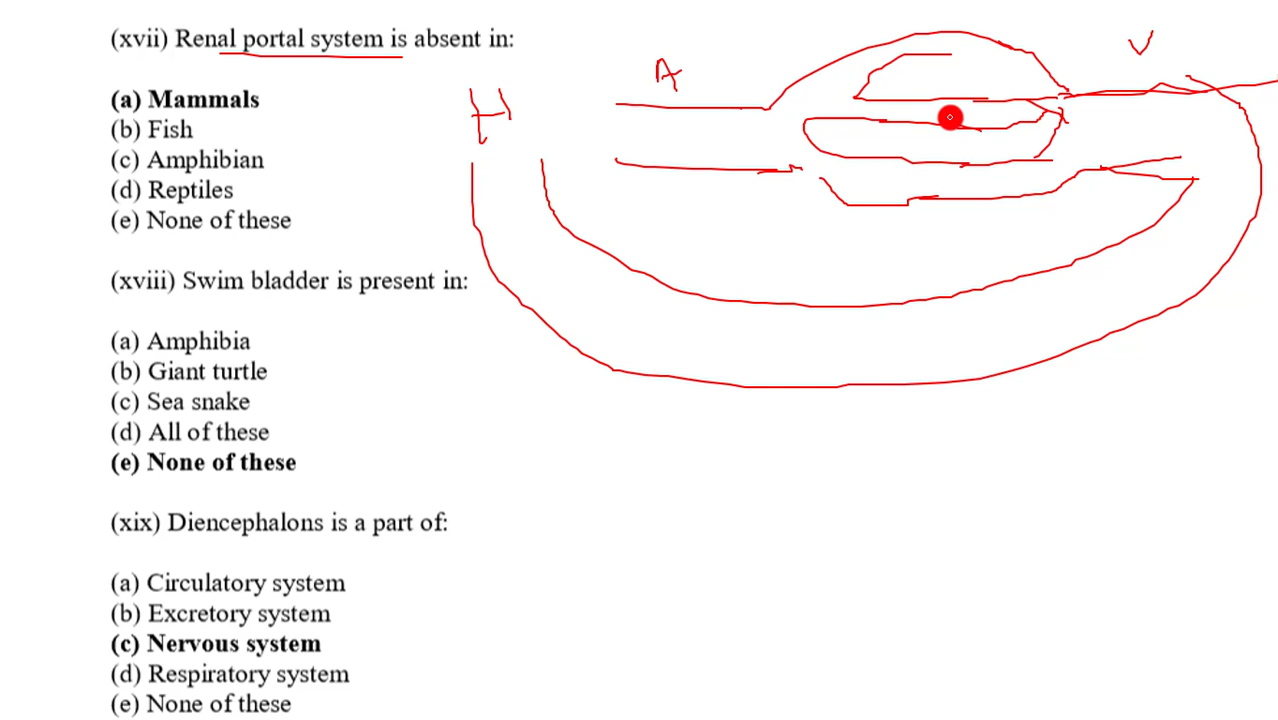 (xvii) Renal portal system is absent in:
A
V
H
(a) Mammals
(b) Fish
(c) Amphibian
(d) Reptiles
(e) None of these
(xviii) Swim bladder is present in:
(a) Amphibia
(b) Giant turtle
(c) Sea snake
(d) All of these
(e) None of these
(xix) Diencephalons is a part of:
(a) Circulatory system
(b) Excretory system
(c) Nervous system
(d) Respiratory system
(e) None of these